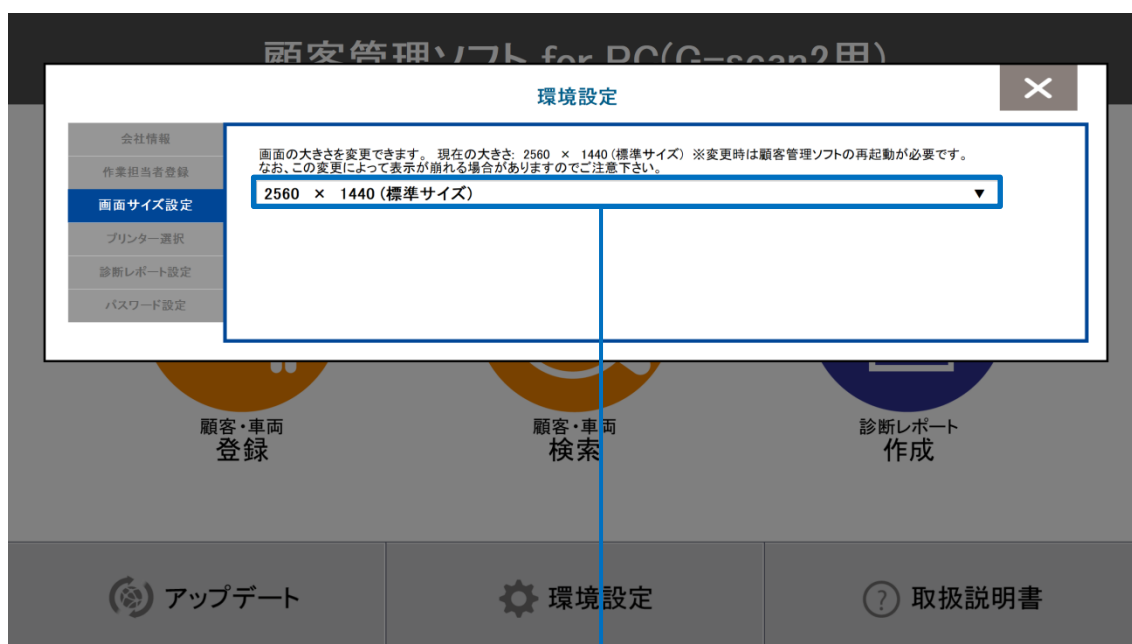 顧客管理ソフト for PC(G-scan2用)
環境設定
会社情報
作業担当者登録
画面サイズ設定
プリンター選択
診断レポート設定
パスワード設定
画面の大きさを変更できます。 現在の大きさ: 2560 × 1440 (標準サイズ) ※変更時は顧客管理ソフトの再起動が必要です。
なお、この変更によって表示が崩れる場合がありますのでご注意下さい。
2560 × 1440 (標準サイズ) ▼
顧客・車両
登録
顧客・車両
検索
診断レポート
作成
アップデート
環境設定
? 取扱説明書